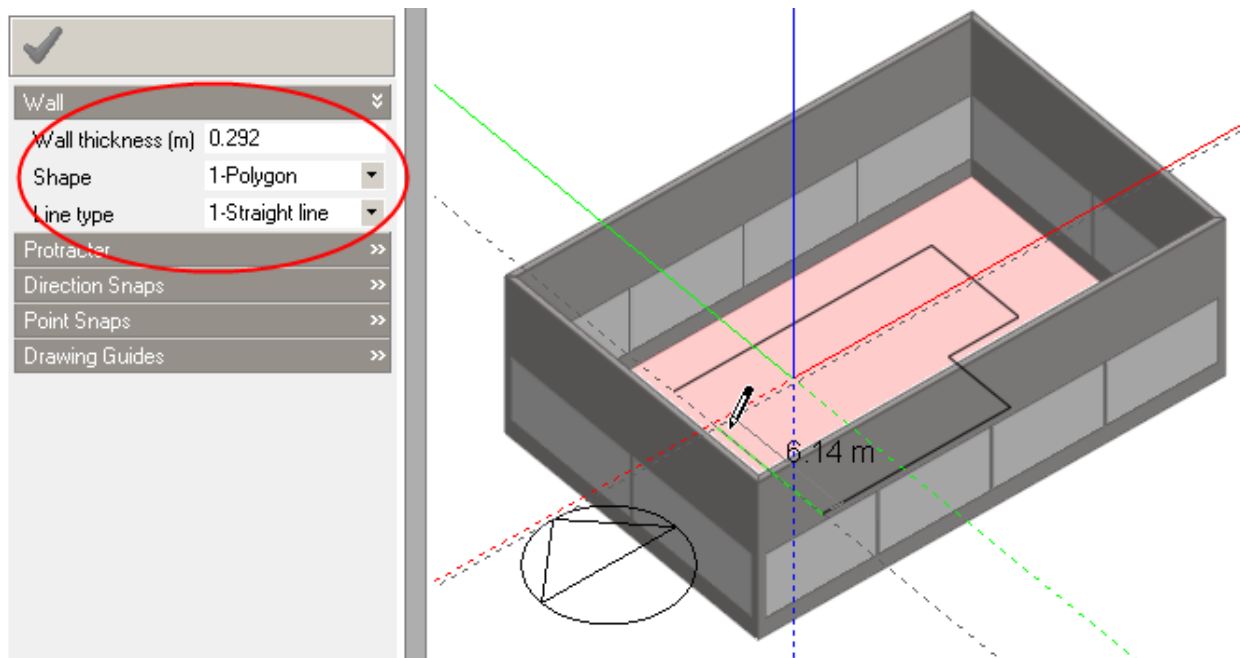 Wall
Wall thickness (m) 0.292
Shape 1-Polygon
Line type 1-Straight line
Protracter
Direction Snaps
Point Snaps
Drawing Guides
6.14 m